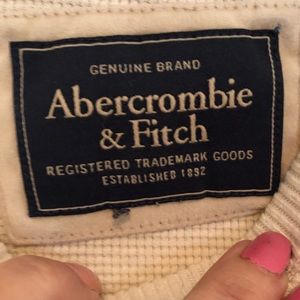 GENUINE BRAND
Abercrombie
& Fitch
REGISTERED TRADEMARK GOODS
ESTABLISHED 1892